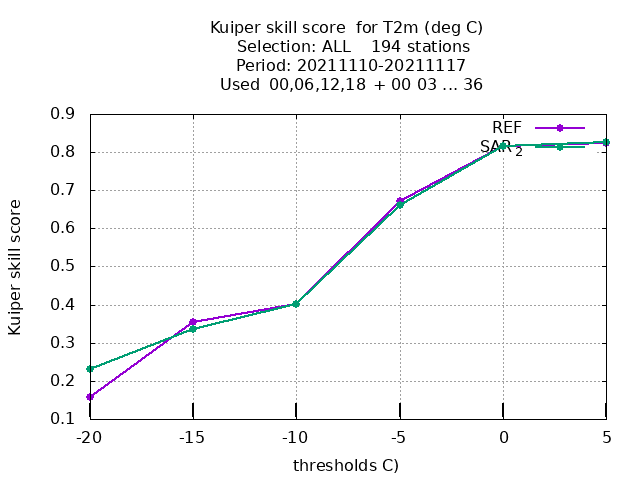 Kuiper skill score  for T2m (deg C)
Selection: ALL    194 stations
Period: 20211110-20211117
Used  00,06,12,18  + 00 03 ... 36
Kuiper skill score
0.9
0.8
0.7
0.6
0.5
0.4
0.3
0.2
0.1
REF
SAR 2
-20
-15
-10
-5
0
5
thresholds C)